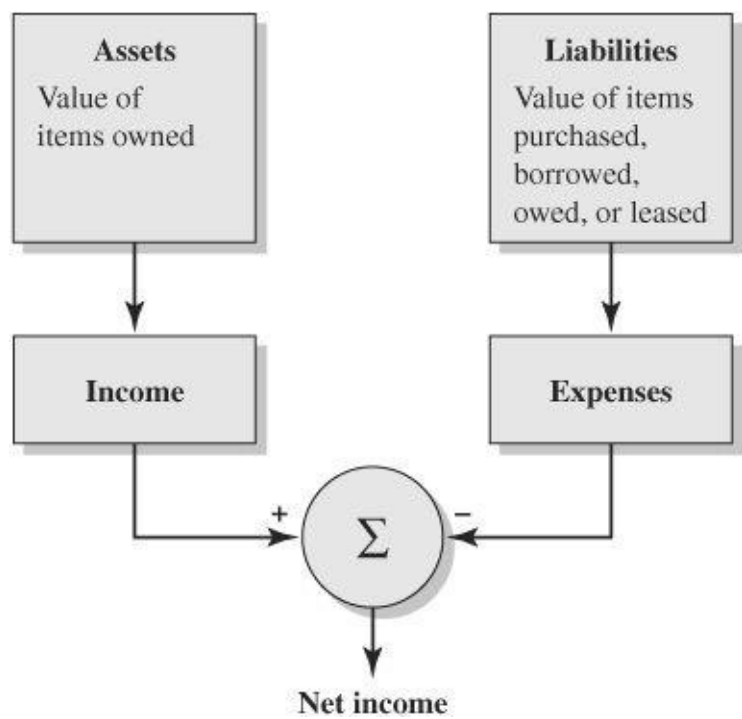 Assets
Value of
items owned
Liabilities
Value of items
purchased,
borrowed,
owed, or leased
Income
Expenses
+
Σ
−
Net income